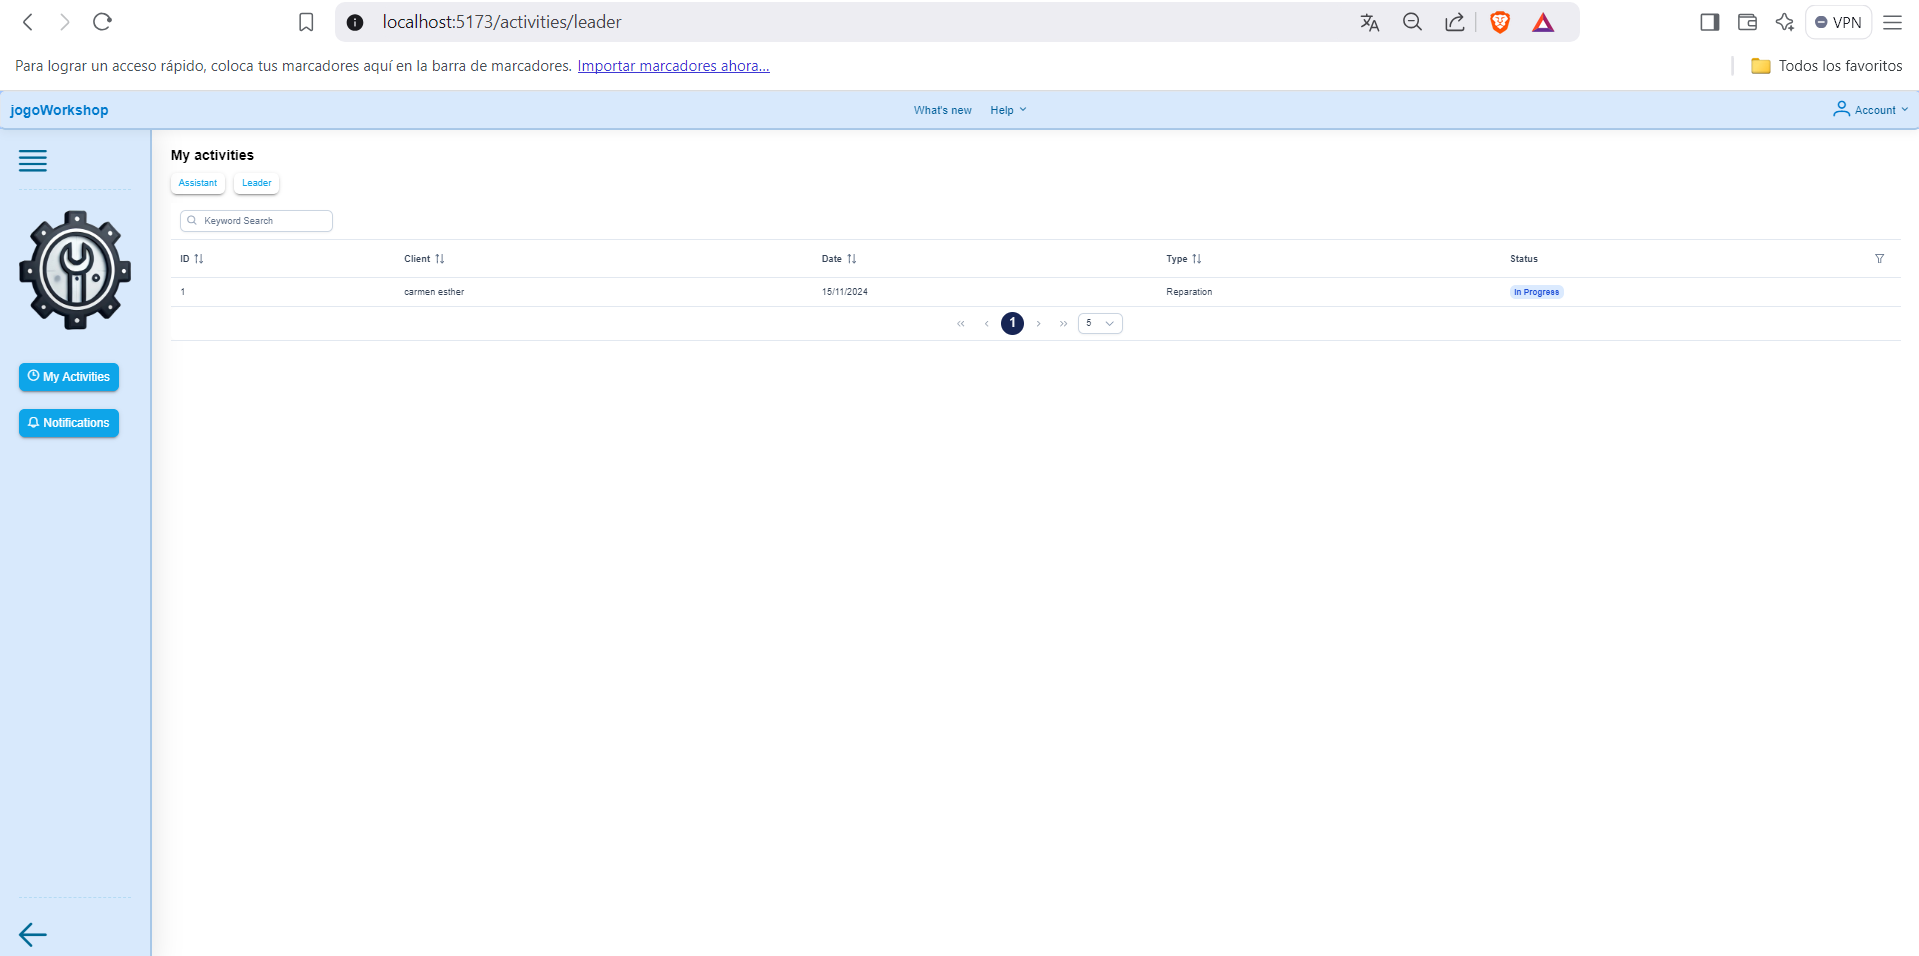 localhost:5173/activities/leader
VPN
Para lograr un acceso rápido, coloca tus marcadores aquí en la barra de marcadores. Importar marcadores ahora...
Todos los favoritos
jogoWorkshop
What's new
Help
Account
My activities
Assistant
Leader
Keyword Search
ID
Client
Date
Type
Status
1
carmen esther
15/11/2024
Reparation
In Progress
1
5
My Activities
Notifications